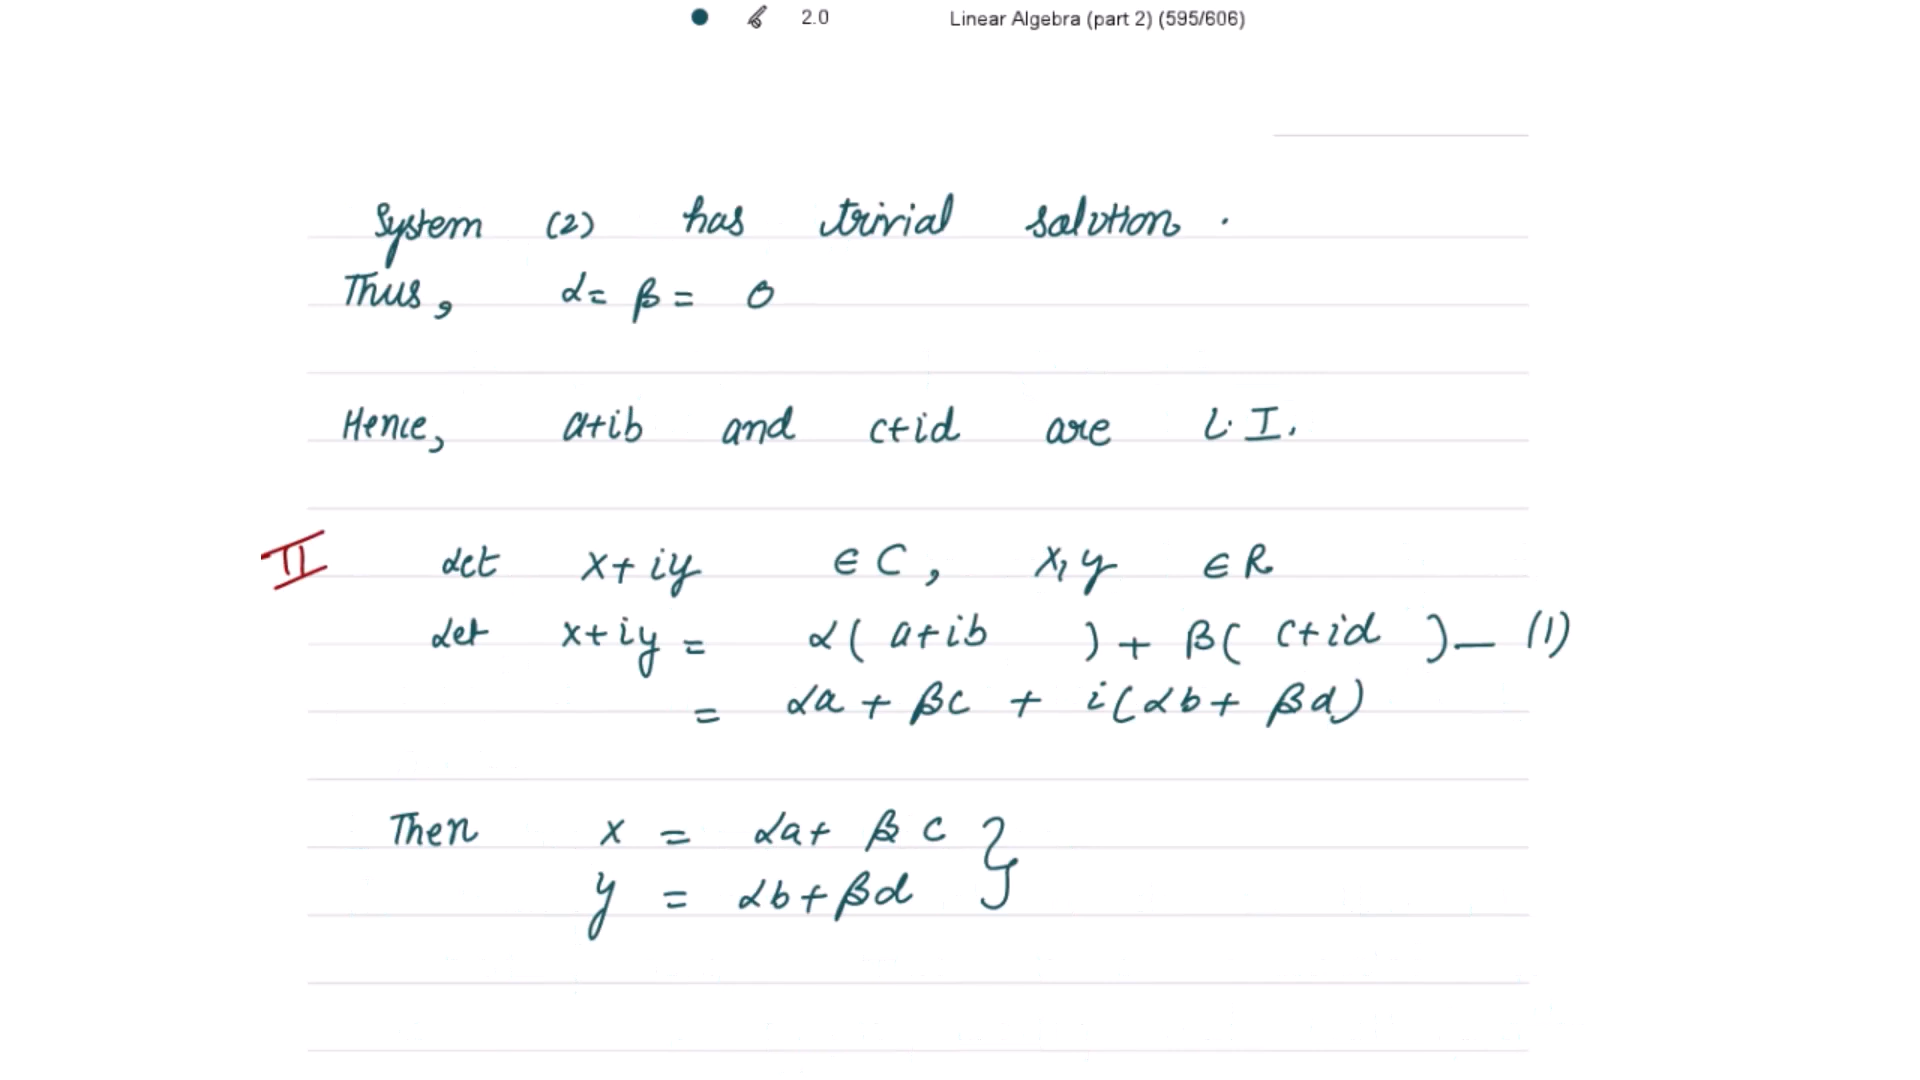 2.0 Linear Algebra (part 2) (595/606)
System (2) has trivial solution.
Thus, α = β = 0
Hence, a+ib and c+id are L.I.
II Let x+iy ∈ C, x,y ∈ R
Let x+iy = α( a+ib ) + β( c+id ) — (1)
= αa + βc + i(αb + βd)
Then x = αa + βc }
y = αb + βd